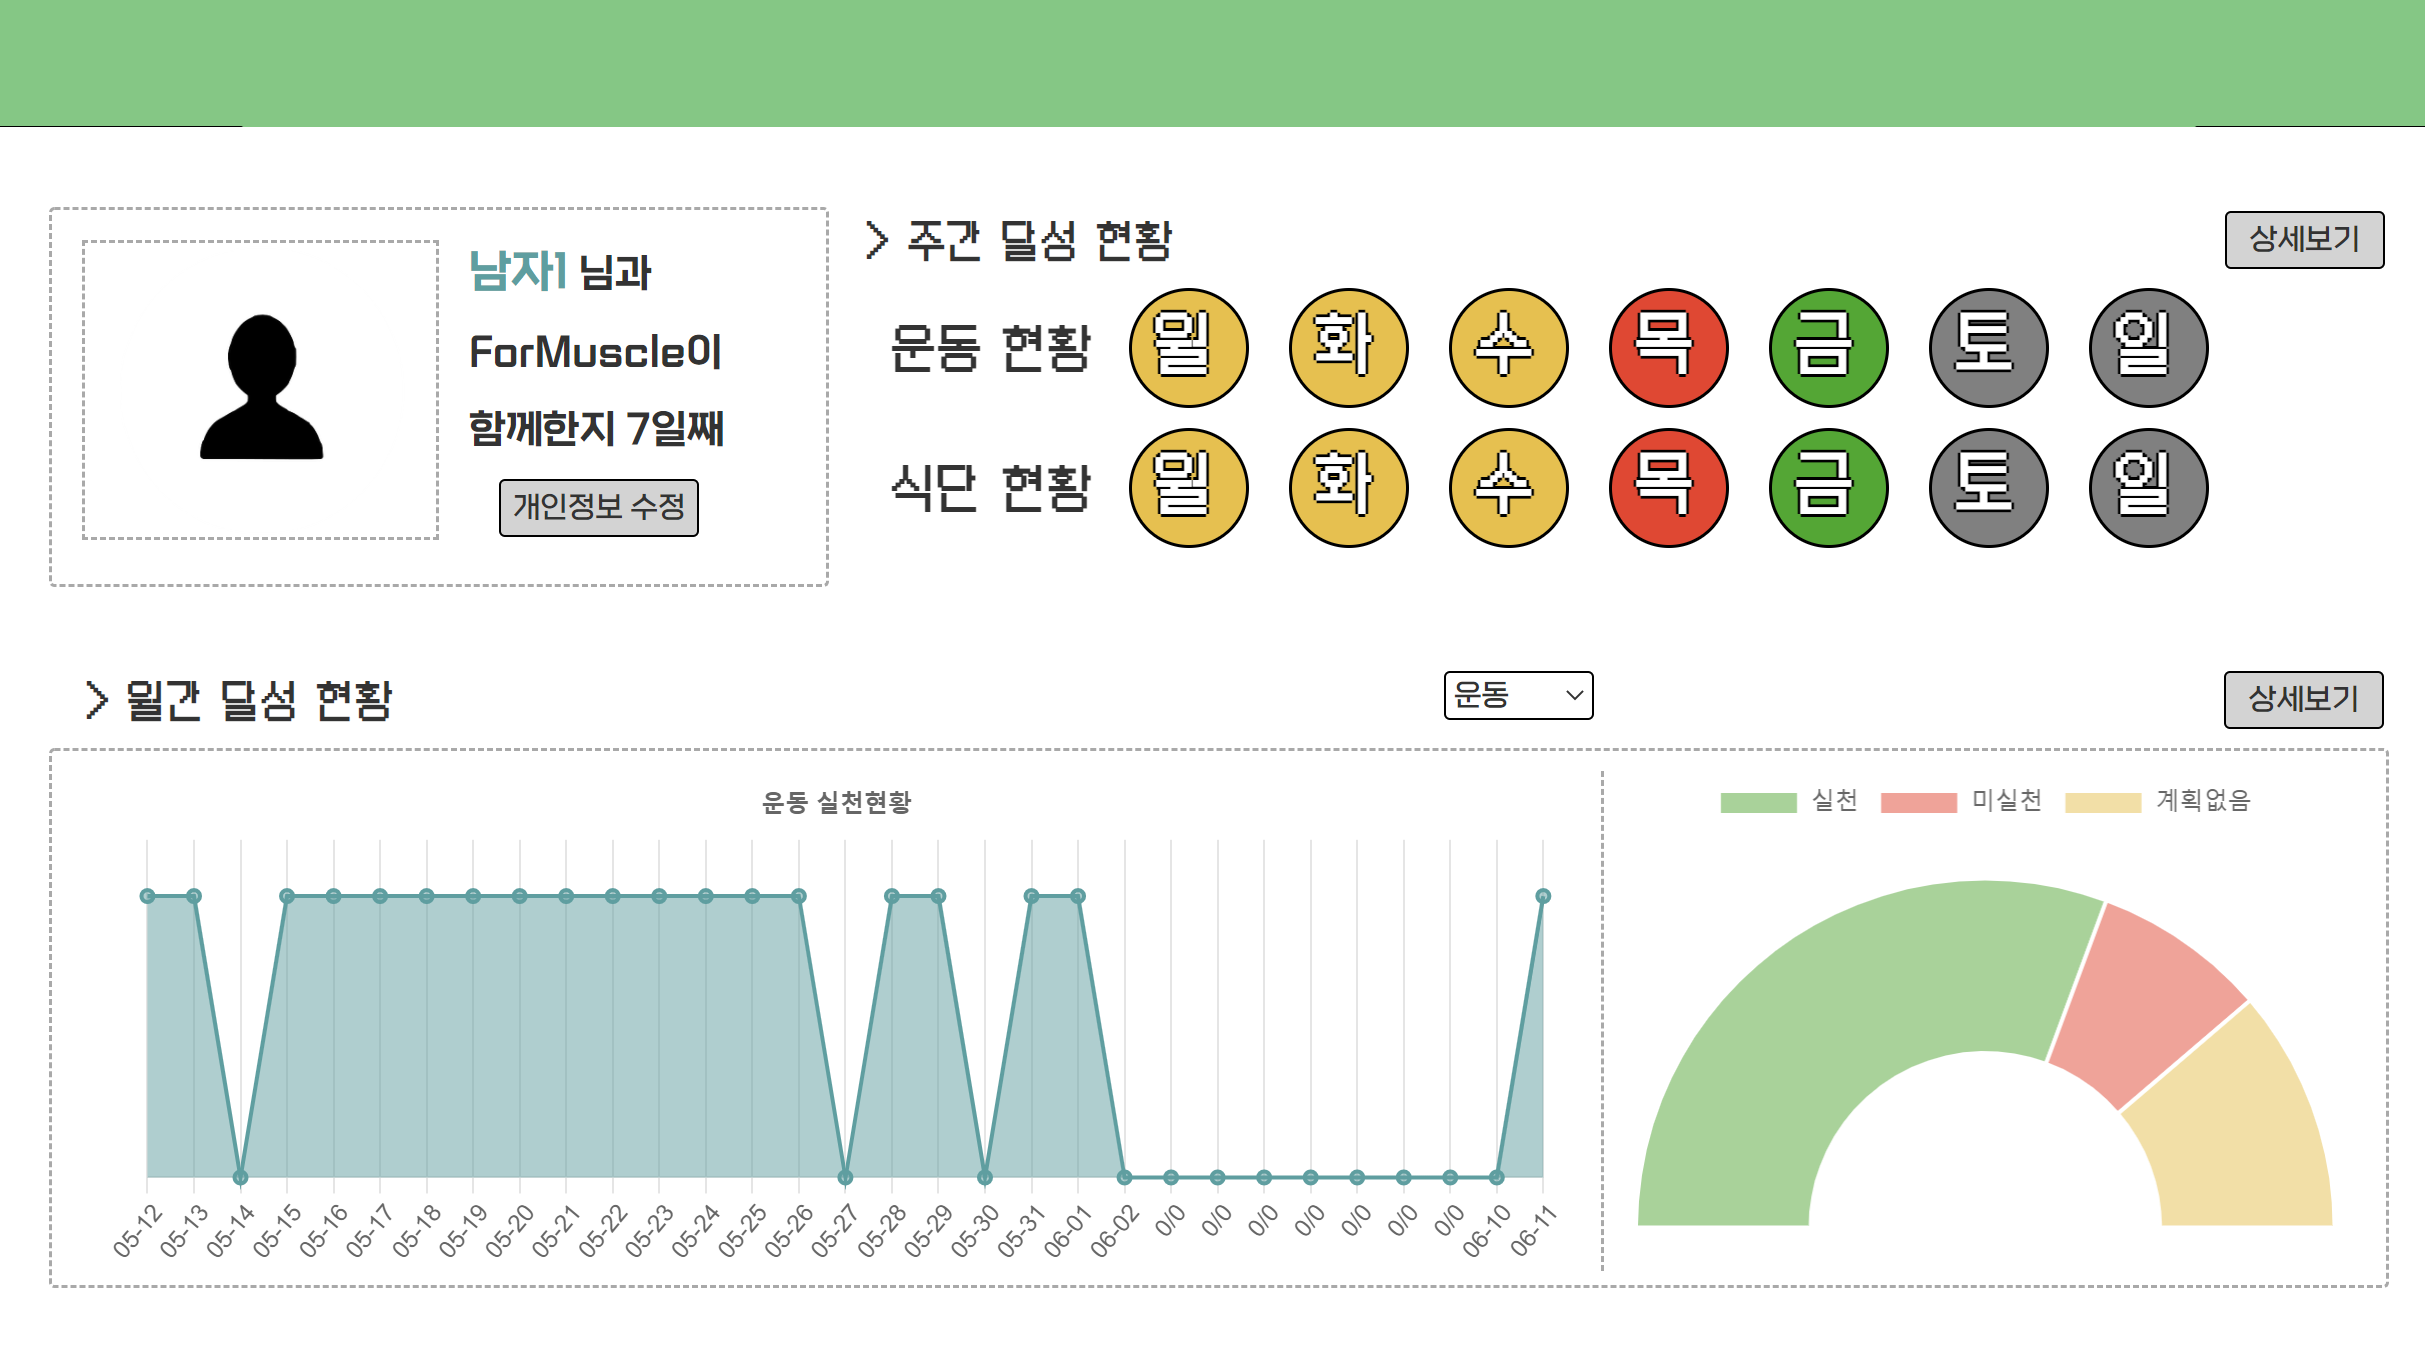 남자1 님과
ForMuscle이
함께한지 7일째
개인정보 수정
> 주간 달성 현황
상세보기
운동 현황 월 화 수 목 금 토 일
식단 현황 월 화 수 목 금 토 일
> 월간 달성 현황
운동
상세보기
운동 실천현황
05-12 05-13 05-14 05-15 05-16 05-17 05-18 05-19 05-20 05-21 05-22 05-23 05-24 05-25 05-26 05-27 05-28 05-29 05-30 05-31 06-01 06-02 0/0 0/0 0/0 0/0 0/0 0/0 0/0 06-10 06-11
실천 미실천 계획없음